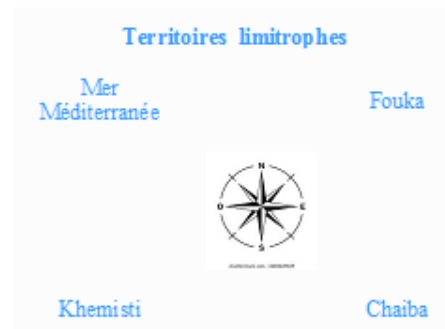 Territoires limitrophes
Mer
Méditerranée
Fouka
N
O E
S
Khemisti
Chaiba